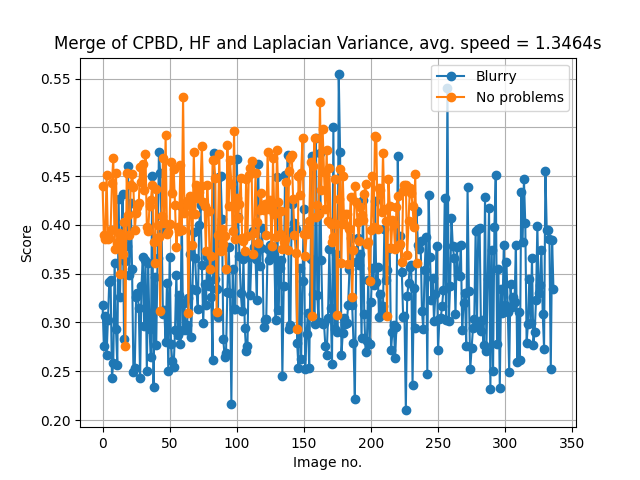 Merge of CPBD, HF and Laplacian Variance, avg. speed = 1.3464s
Blurry
No problems
0.55
0.50
0.45
0.40
0.35
0.30
0.25
0.20
Score
0 50 100 150 200 250 300 350
Image no.